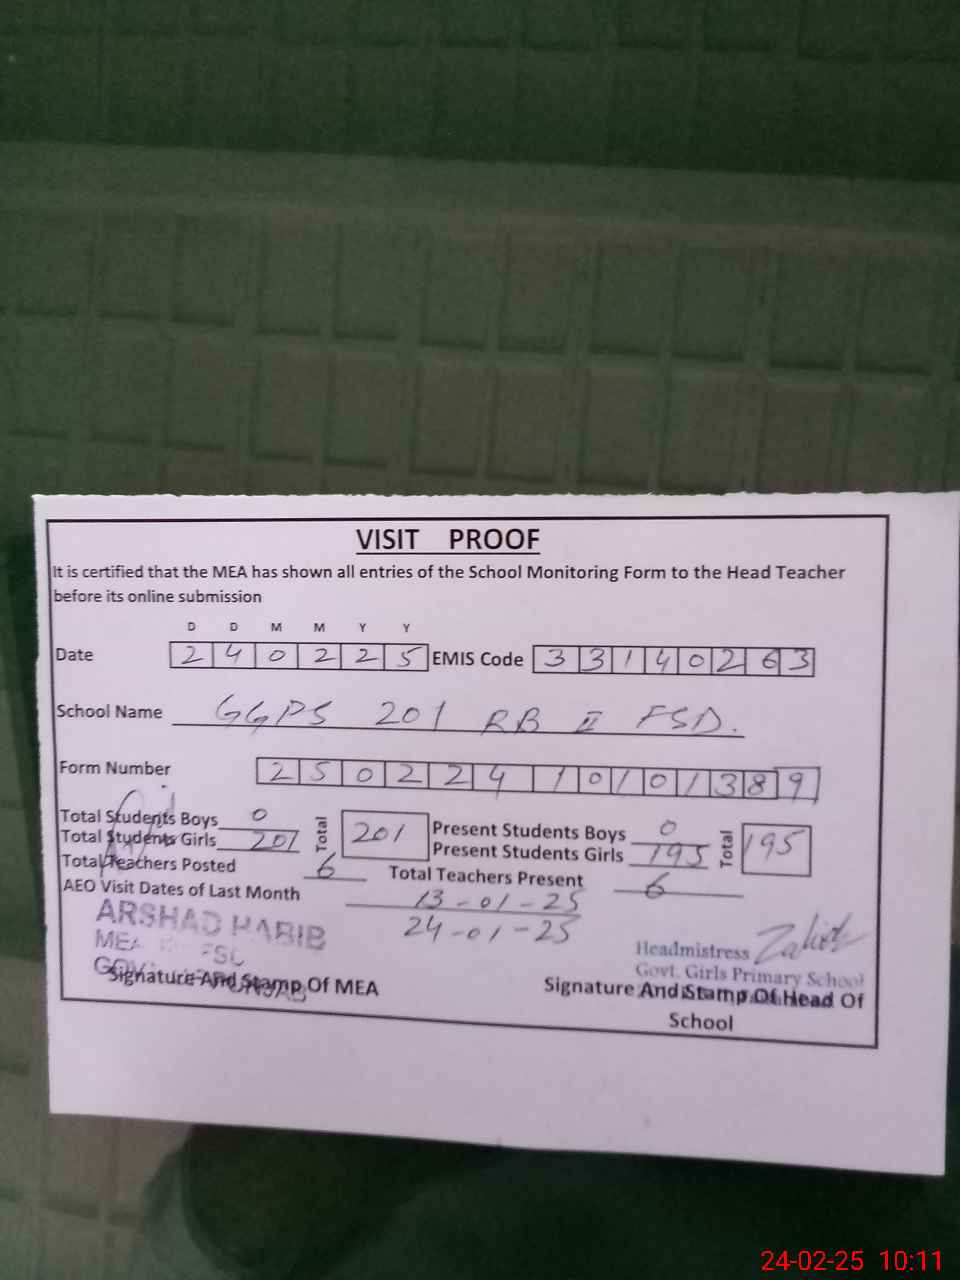 VISIT PROOF
It is certified that the MEA has shown all entries of the School Monitoring Form to the Head Teacher
before its online submission
D D M M Y Y
Date 2 4 0 2 2 5 EMIS Code 3 3 1 4 0 2 6 3
School Name GGPS 201 RB II FSD.
Form Number 2 5 0 2 2 4 1 0 1 0 1 3 8 9
Total Students Boys 0 Total 201 Present Students Boys 0 Total 195
Total Students Girls 201 Present Students Girls 195
Total Teachers Posted 6 Total Teachers Present 6
AEO Visit Dates of Last Month 13-01-25
24-01-25
ARSHAD HABIB
MEA FSD
Signature And Stamp Of MEA
Headmistress
Govt. Girls Primary School
Signature And Stamp Of Head Of
School
24-02-25 10:11